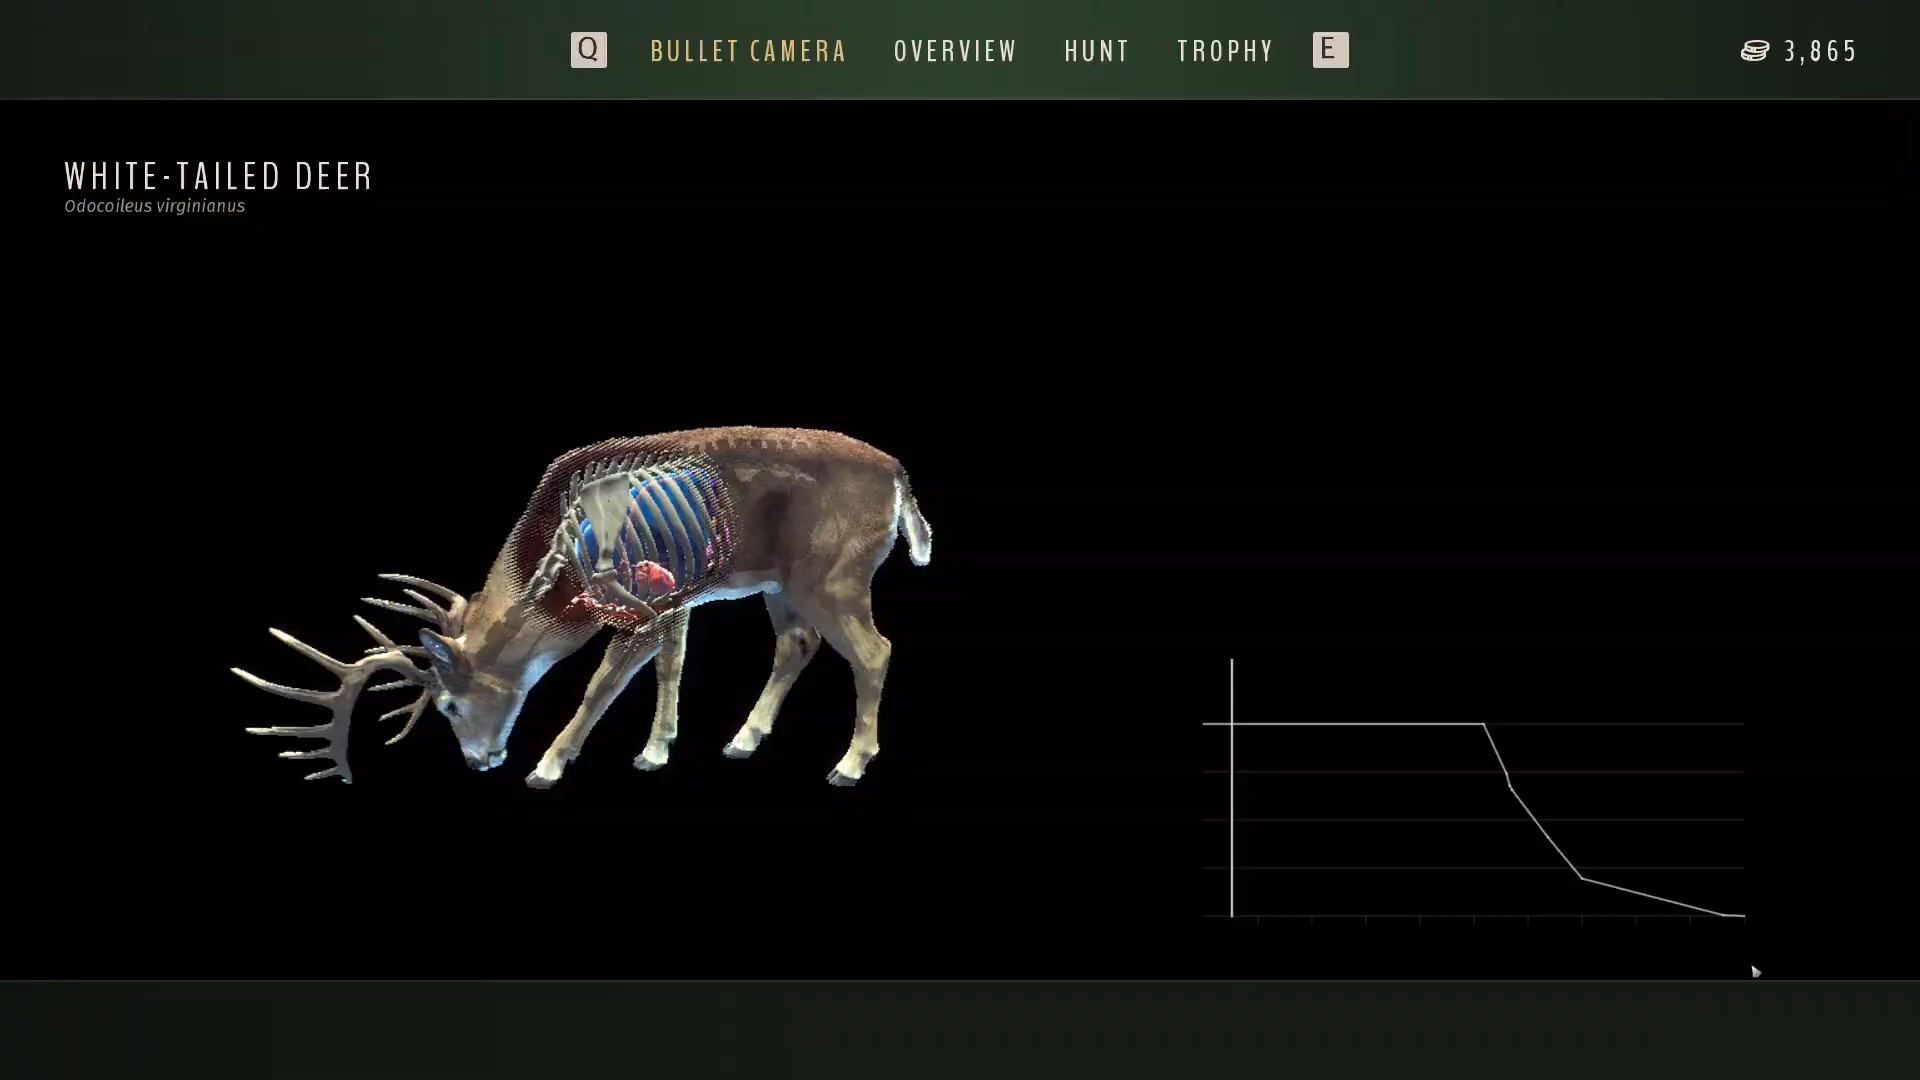 Q BULLET CAMERA OVERVIEW HUNT TROPHY E 3,865
WHITE-TAILED DEER
Odocoileus virginianus